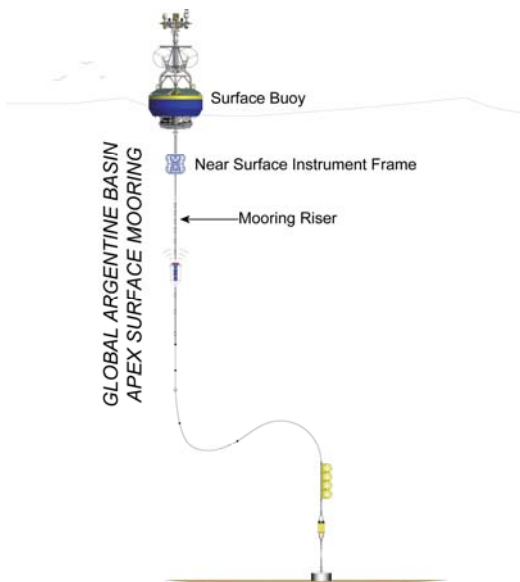 Surface Buoy
Near Surface Instrument Frame
Mooring Riser
GLOBAL ARGENTINE BASIN
APEX SURFACE MOORING